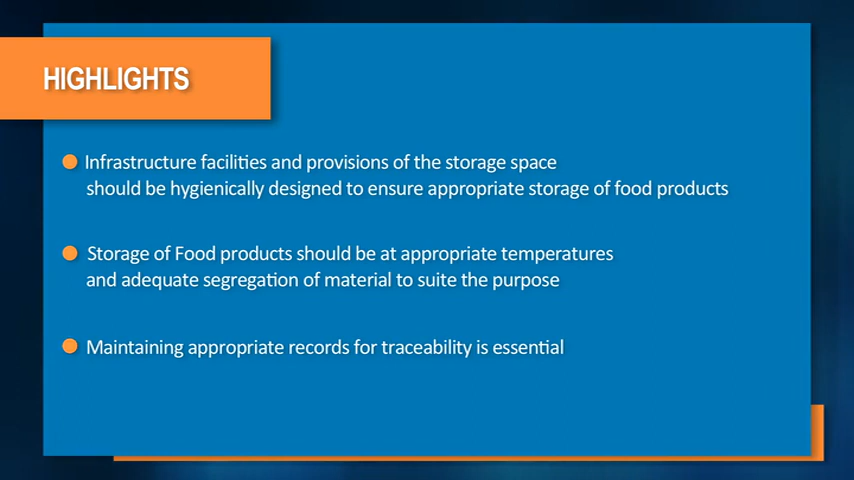 HIGHLIGHTS
Infrastructure facilities and provisions of the storage space
should be hygienically designed to ensure appropriate storage of food products
Storage of Food products should be at appropriate temperatures
and adequate segregation of material to suite the purpose
Maintaining appropriate records for traceability is essential